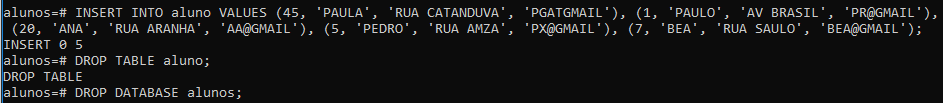 alunos=# INSERT INTO aluno VALUES (45, 'PAULA', 'RUA CATANDUVA', 'PGATGMAIL'), (1, 'PAULO', 'AV BRASIL', 'PR@GMAIL'),
(20, 'ANA', 'RUA ARANHA', 'AA@GMAIL'), (5, 'PEDRO', 'RUA AMZA', 'PX@GMAIL'), (7, 'BEA', 'RUA SAULO', 'BEA@GMAIL');
INSERT 0 5
alunos=# DROP TABLE aluno;
DROP TABLE
alunos=# DROP DATABASE alunos;